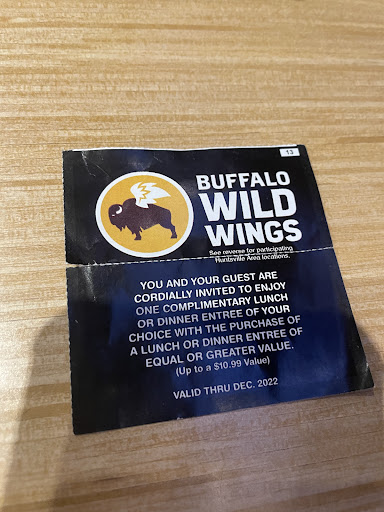 13
BUFFALO
WILD
WINGS
See reverse for participating
Huntsville Area locations.
YOU AND YOUR GUEST ARE
CORDIALLY INVITED TO ENJOY
ONE COMPLIMENTARY LUNCH
OR DINNER ENTREE OF YOUR
CHOICE WITH THE PURCHASE OF
A LUNCH OR DINNER ENTREE OF
EQUAL OR GREATER VALUE.
(Up to a $10.99 Value)
VALID THRU DEC. 2022